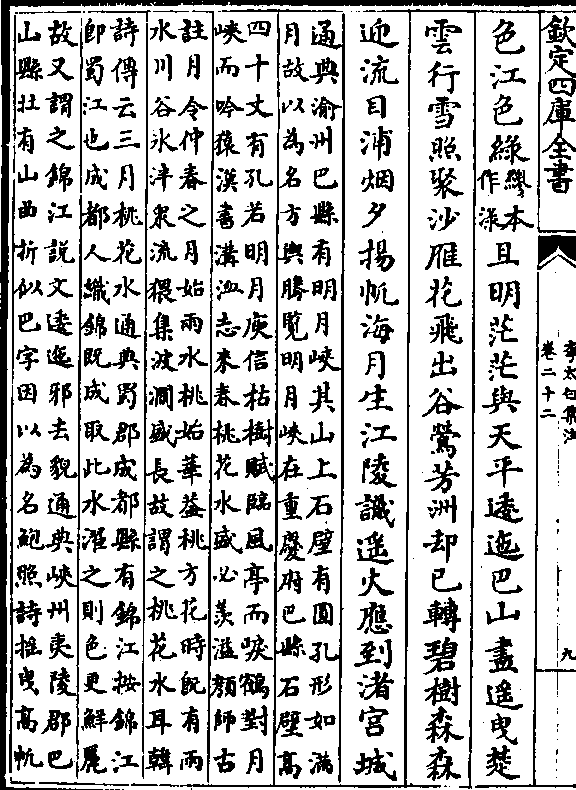 欽定四庫全書
李太白集注
卷二十二
九
色江色綠繆本作淥且明茫茫與天平逶迤巴山盡遥曳楚
雲行雪照聚沙雁花飛出谷鶯芳洲却已轉碧樹森森
迎流目浦烟夕揚帆海月生江陵識遥火應到渚宫城
通典渝州巴縣有明月峽其山上石壁有圓孔形如滿
月故以為名方輿勝覽明月峽在重慶府巴縣石壁高
四十丈有孔若明月庾信枯樹賦臨風亭而唳鶴對月
峽而吟猿漢書溝洫志來春桃花水盛必羨溢顔師古
註月令仲春之月始雨水桃始華葢桃方花時既有雨
水川谷氷泮衆流猥集波瀾盛長故謂之桃花水耳韓
詩傳云三月桃花水通典蜀郡成都縣有錦江按錦江
即蜀江也成都人織錦既成取此水濯之則色更鮮麗
故又謂之錦江説文逶迤邪去貌通典峽州夷陵郡巴
山縣北有山曲折似巴字因以為名鮑照詩推曳高帆